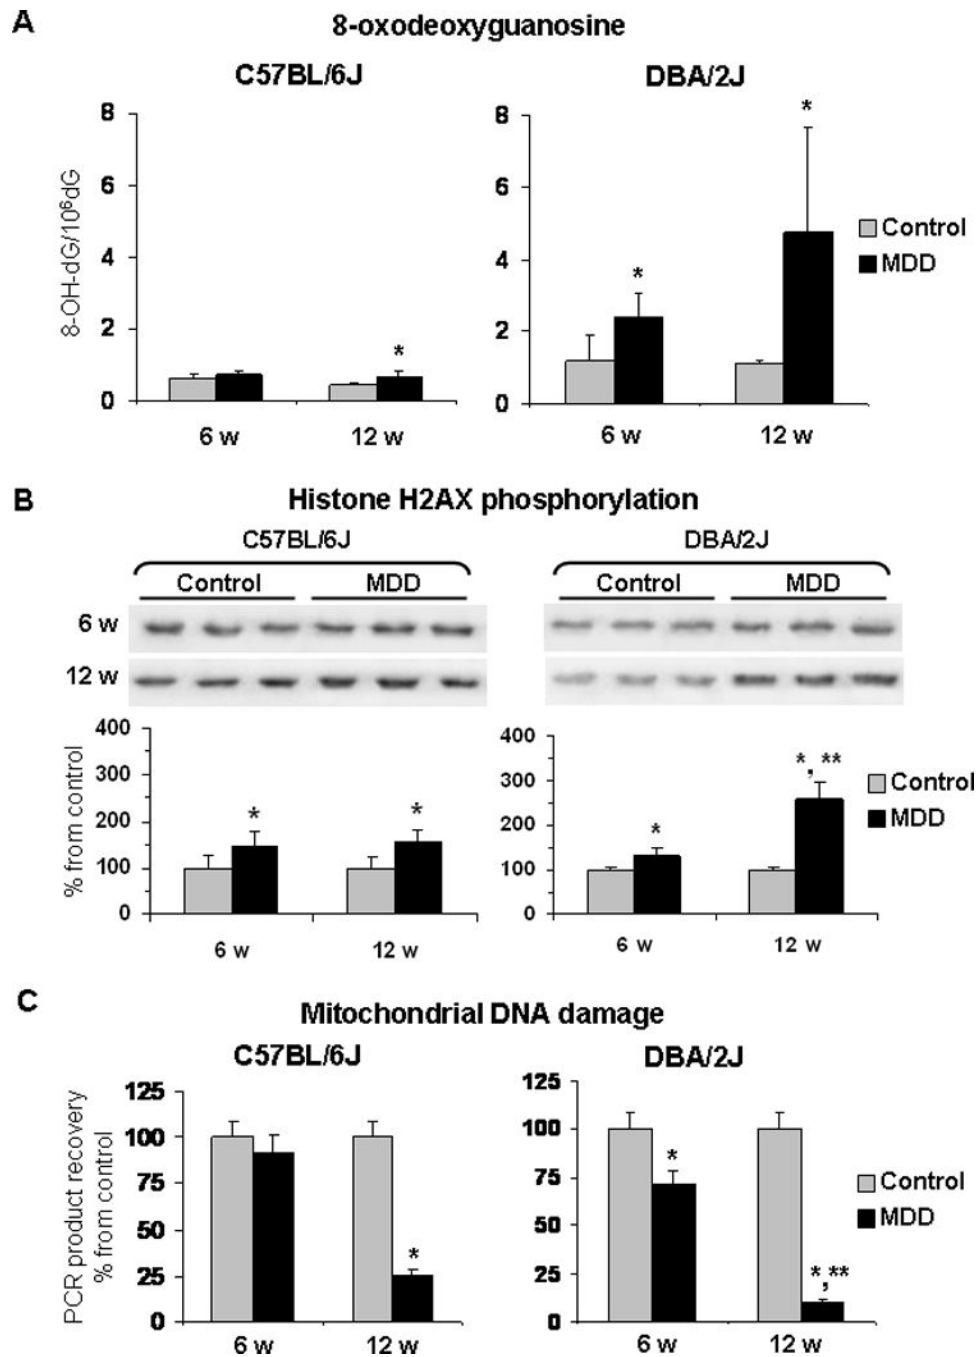 A
8-oxodeoxyguanosine
C57BL/6J
DBA/2J
8-OH-dG/10⁶dG
8
6
4
2
0
*
6 w
12 w
8
6
4
2
0
*
*
6 w
12 w
Control
MDD
B
Histone H2AX phosphorylation
C57BL/6J
DBA/2J
Control
MDD
Control
MDD
6 w
12 w
% from control
400
300
200
100
0
*
*
6 w
12 w
400
300
200
100
0
*
*, **
6 w
12 w
Control
MDD
C
Mitochondrial DNA damage
C57BL/6J
DBA/2J
PCR product recovery
% from control
125
100
75
50
25
0
*
6 w
12 w
125
100
75
50
25
0
*
*,**
6 w
12 w
Control
MDD